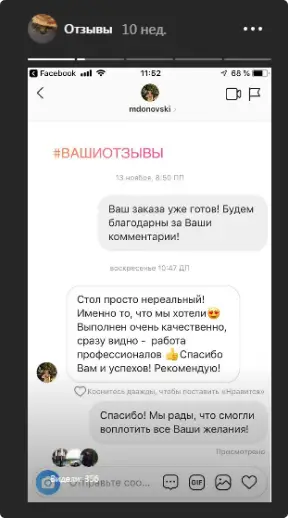 Отзывы 10 нед.
Facebook 11:52 68 %
mdonovski
#ВАШИОТЗЫВЫ
13 ноября, 8:50 ПП
Ваш заказа уже готов! Будем
благодарны за Ваши
комментарии!
воскресенье 10:47 ДП
Стол просто нереальный!
Именно то, что мы хотели😍
Выполнен очень качественно,
сразу видно - работа
профессионалов 👍Спасибо
Вам и успехов! Рекомендую!
Коснитесь дважды, чтобы поставить «Нравится»
Спасибо! Мы рады, что смогли
воплотить все Ваши желания!
Просмотрено
Отправьте соо...
GIF